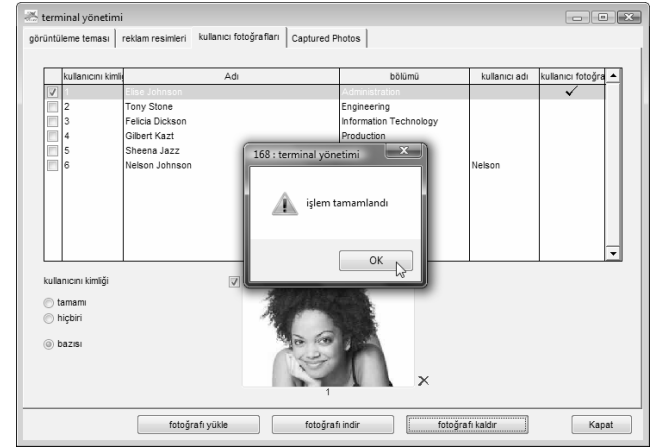 terminal yönetimi
görüntüleme teması reklam resimleri kullanıcı fotoğrafları Captured Photos
kullanıcını kimliğ Adı bölümü kullanıcı adı kullanıcı fotoğra
1 Elise Johnson Administration
2 Tony Stone Engineering
3 Felicia Dickson Information Technology
4 Gilbert Kazt Production
5 Sheena Jazz
6 Nelson Johnson Nelson
168 : terminal yönetimi
işlem tamamlandı
OK
kullanıcını kimliği
tamamı
hiçbiri
bazısı
1
fotoğrafı yükle fotoğrafı indir fotoğrafı kaldır Kapat